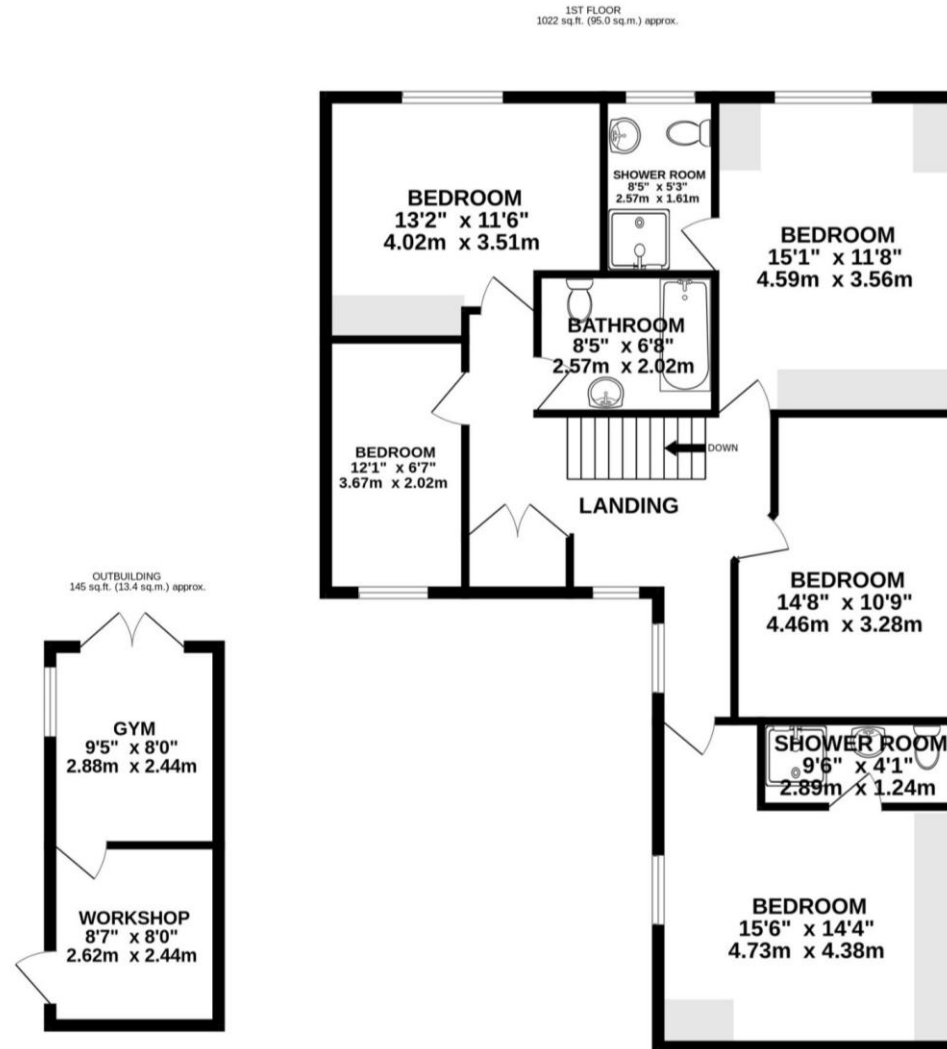 1ST FLOOR
1022 sq.ft. (95.0 sq.m.) approx.
BEDROOM
13'2" x 11'6"
4.02m x 3.51m
SHOWER ROOM
8'5" x 5'3"
2.57m x 1.61m
BEDROOM
15'1" x 11'8"
4.59m x 3.56m
BATHROOM
8'5" x 6'8"
2.57m x 2.02m
BEDROOM
12'1" x 6'7"
3.67m x 2.02m
DOWN
LANDING
BEDROOM
14'8" x 10'9"
4.46m x 3.28m
SHOWER ROOM
9'6" x 4'1"
2.89m x 1.24m
BEDROOM
15'6" x 14'4"
4.73m x 4.38m
OUTBUILDING
145 sq.ft. (13.4 sq.m.) approx.
GYM
9'5" x 8'0"
2.88m x 2.44m
WORKSHOP
8'7" x 8'0"
2.62m x 2.44m